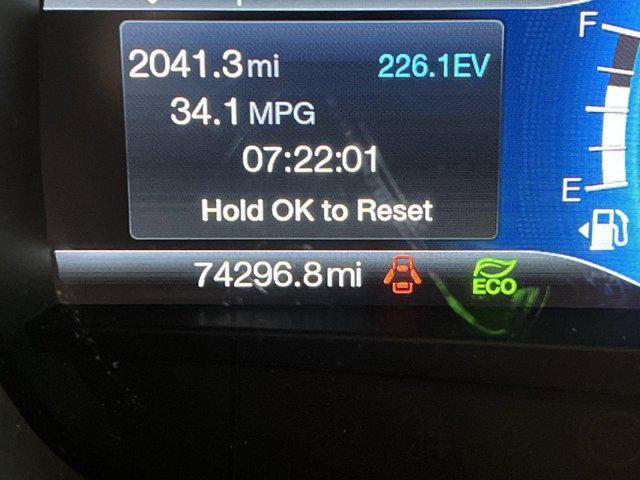 2041.3mi 226.1EV
34.1 MPG
07:22:01
Hold OK to Reset
74296.8mi ECO
F
E